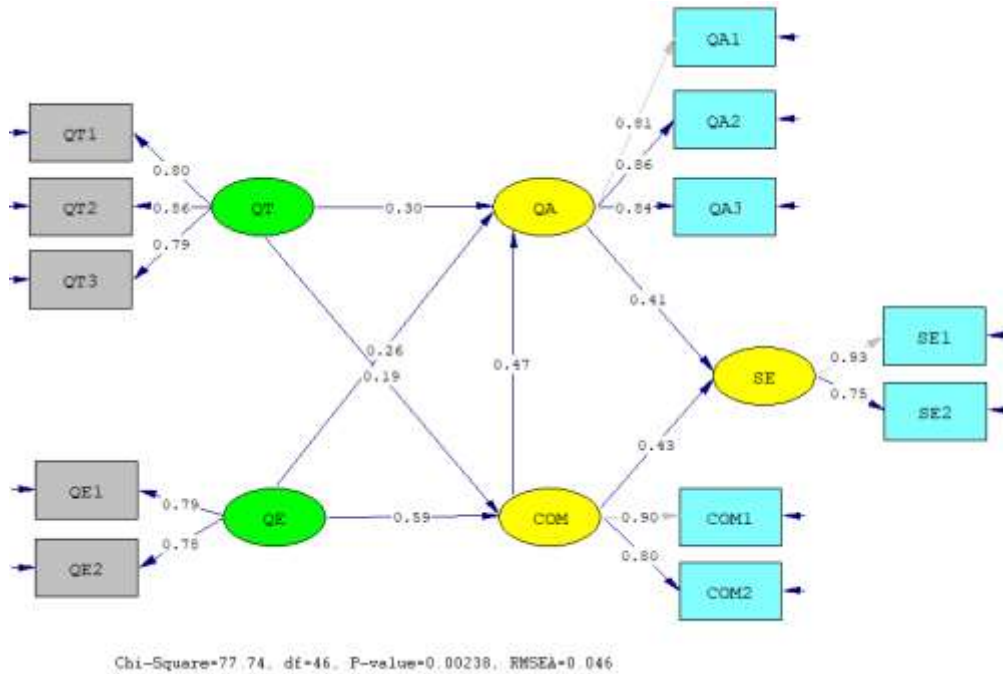 QA1
0.81
QA2
0.86
QT1
0.80
QT2
0.86
QT
0.30
QA
0.84
QA3
0.79
QT3
0.41
0.26
0.19
0.47
SE
0.93
SE1
0.75
SE2
0.43
QE1
0.79
QE
0.59
COM
0.90
COM1
0.78
QE2
0.80
COM2
Chi-Square=77.74, df=46, P-value=0.00238, RMSEA=0.046